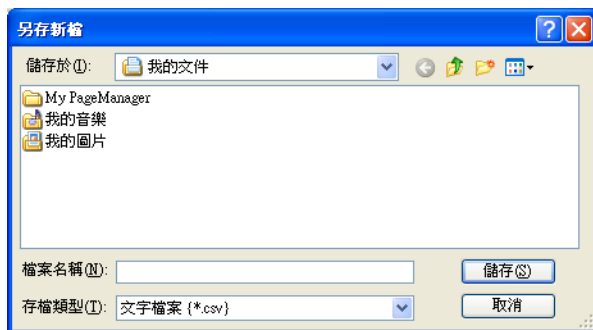 另存新檔
儲存於(I): 我的文件
My PageManager
我的音樂
我的圖片
檔案名稱(N):
儲存(S)
存檔類型(T): 文字檔案 {*.csv}
取消